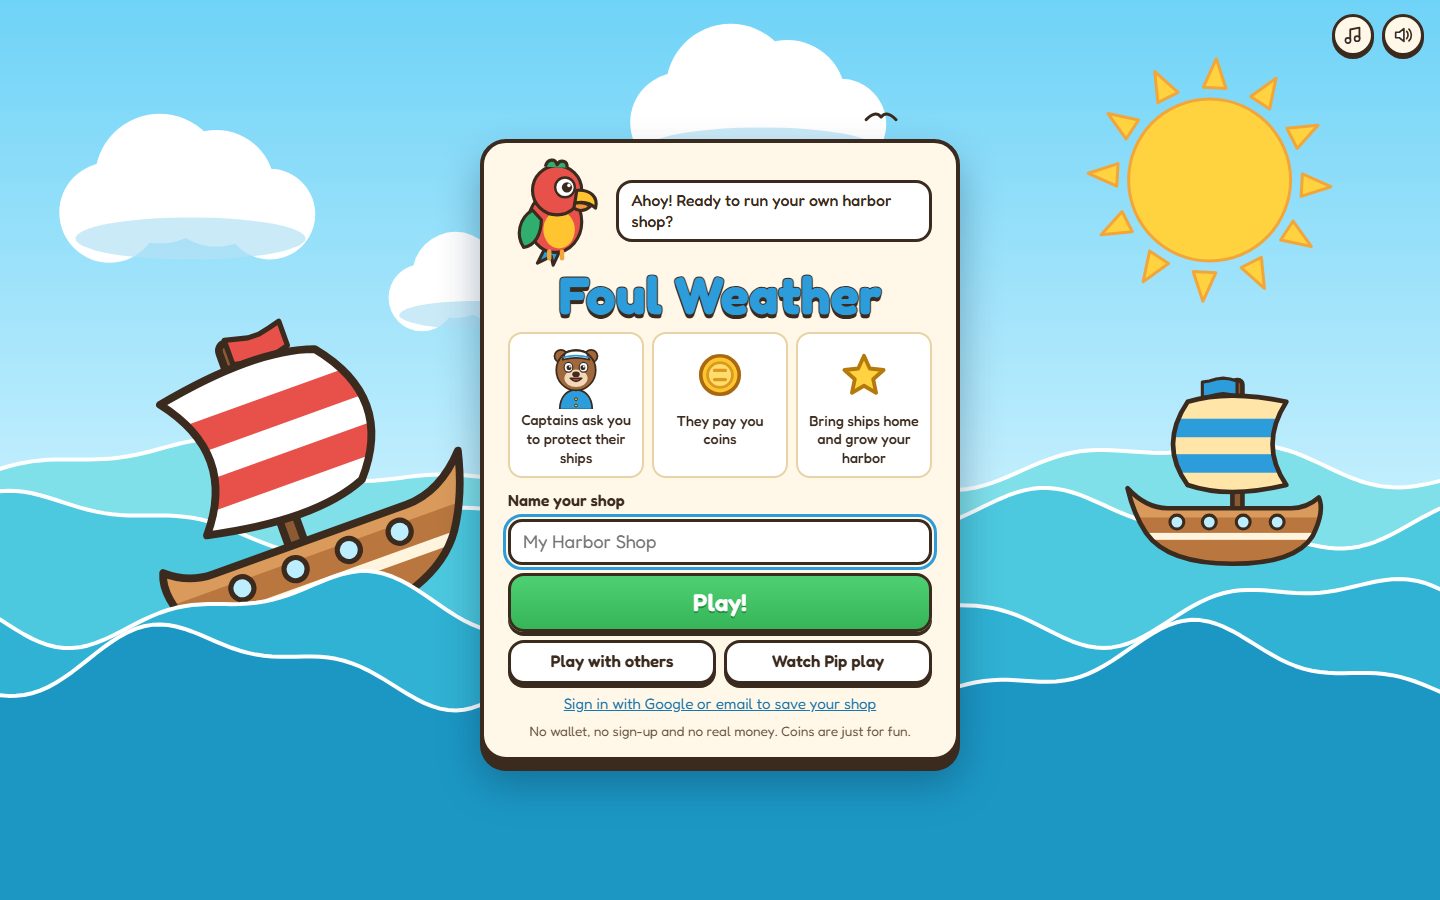 Ahoy! Ready to run your own harbor
shop?
Foul Weather
Captains ask you
to protect their
ships
They pay you
coins
Bring ships home
and grow your
harbor
Name your shop
My Harbor Shop
Play!
Play with others
Watch Pip play
Sign in with Google or email to save your shop
No wallet, no sign-up and no real money. Coins are just for fun.